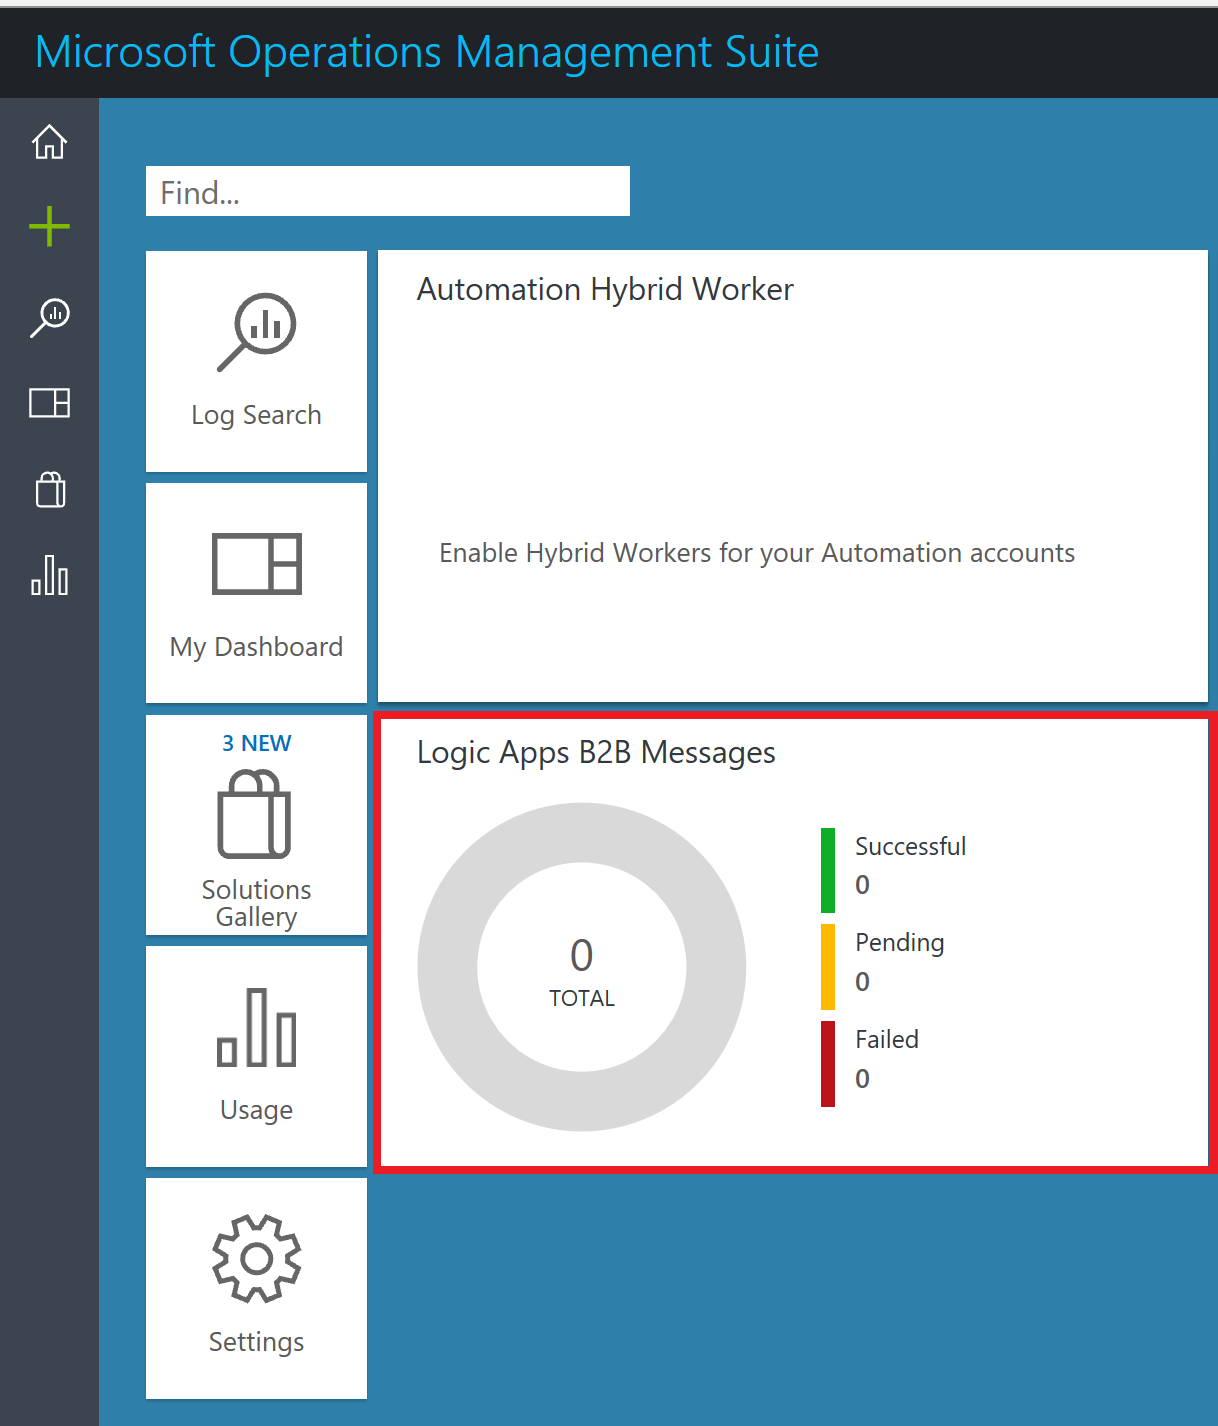 Microsoft Operations Management Suite
Find...
Log Search
My Dashboard
3 NEW
Solutions
Gallery
Usage
Settings
Automation Hybrid Worker
Enable Hybrid Workers for your Automation accounts
Logic Apps B2B Messages
0
TOTAL
Successful
0
Pending
0
Failed
0